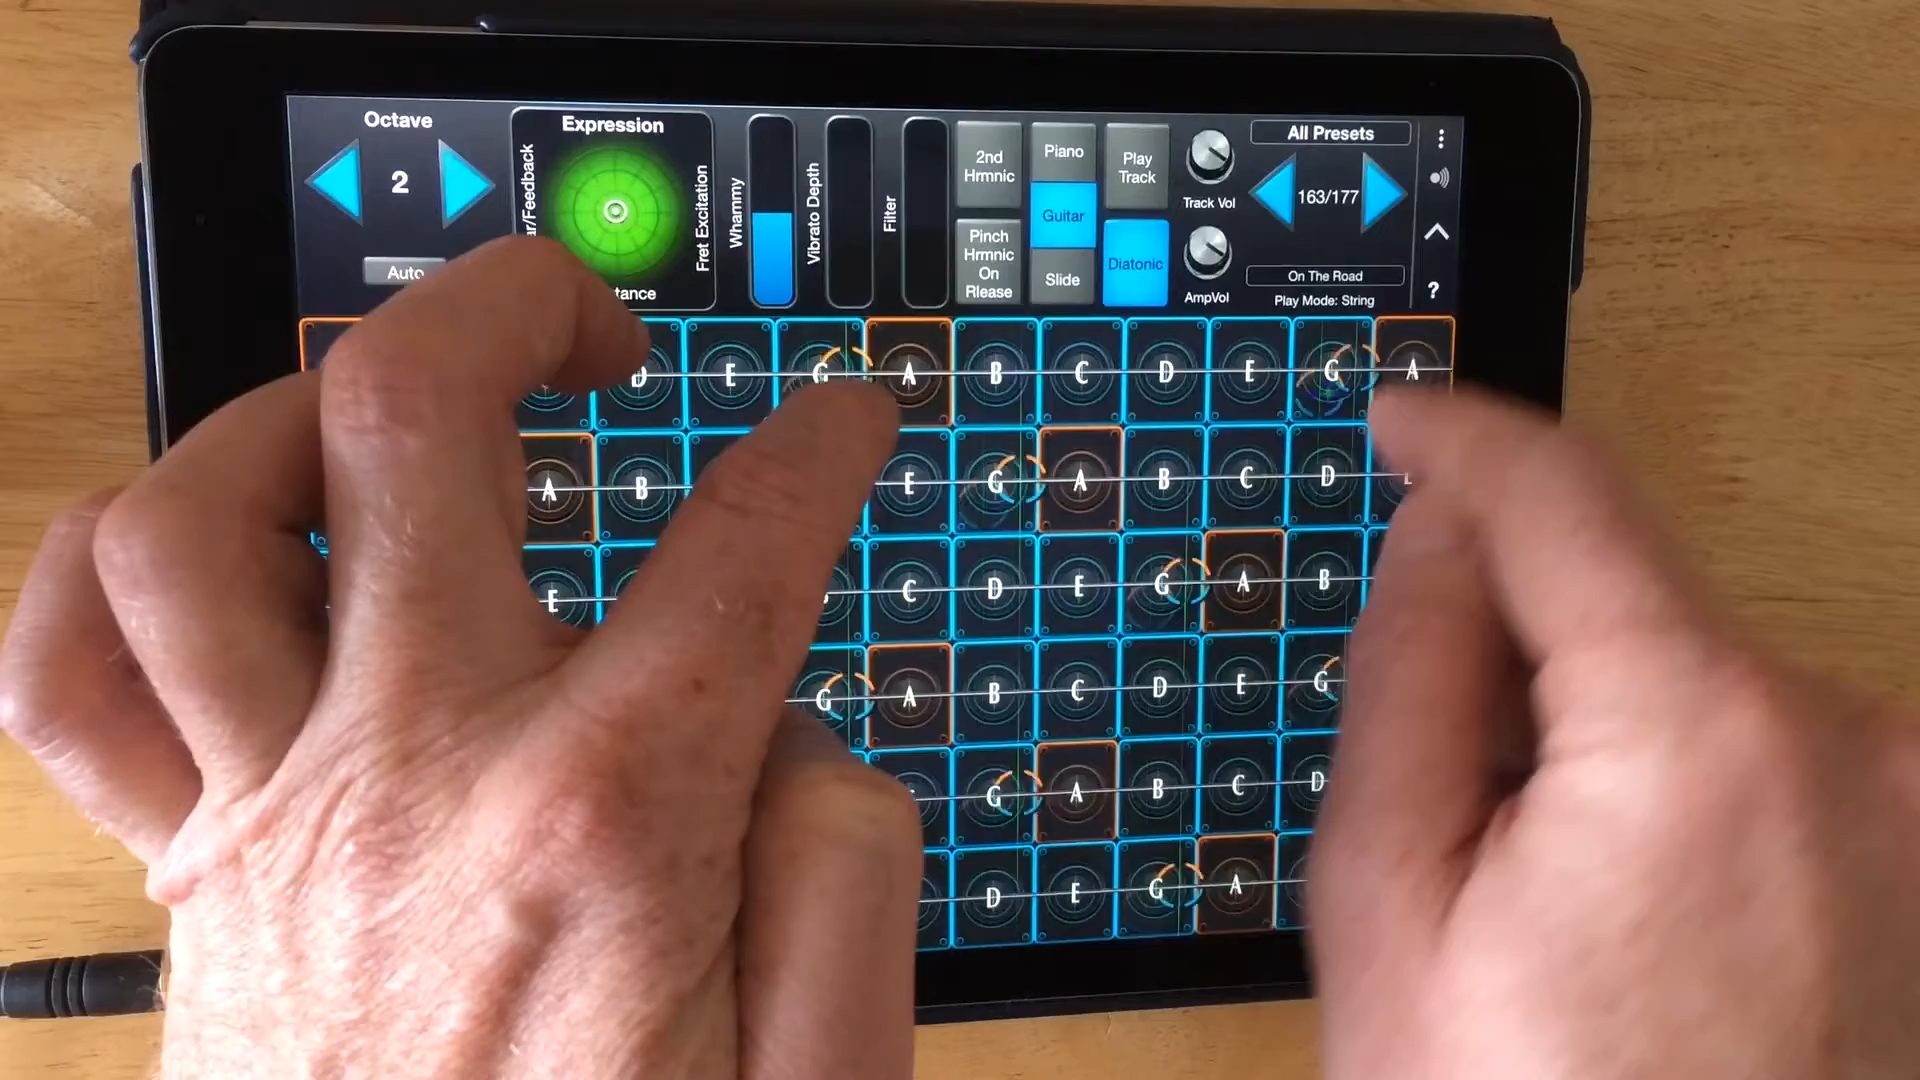 Octave
2
Auto
Expression
r/Feedback
Fret Excitation
tance
Whammy
Vibrato Depth
Filter
2nd
Hrmnic
Pinch
Hrmnic
On
Rlease
Piano
Guitar
Slide
Play
Track
Diatonic
Track Vol
AmpVol
All Presets
163/177
On The Road
Play Mode: String
?
D E G A B C D E G A
A B E G A B C D
E C D E G A B
G A B C D E G
G A B C D
D E G A